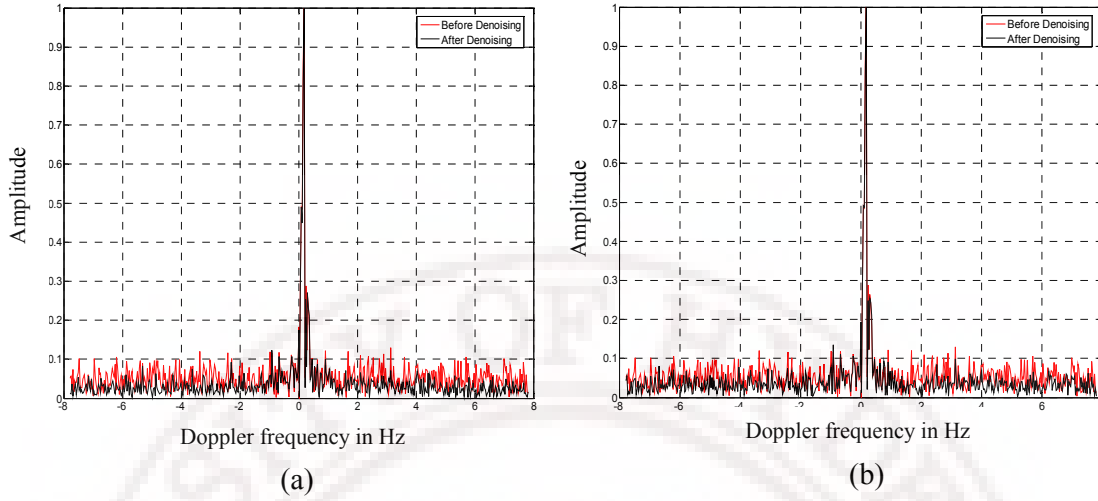 1
Before Denoising
After Denoising
0.9
0.8
0.7
0.6
0.5
0.4
0.3
0.2
0.1
0
-8 -6 -4 -2 0 2 4 6 8
Amplitude
Doppler frequency in Hz
(a)
1
Before Denoising
After Denoising
0.9
0.8
0.7
0.6
0.5
0.4
0.3
0.2
0.1
0
-8 -6 -4 -2 0 2 4 6
Amplitude
Doppler frequency in Hz
(b)
OF